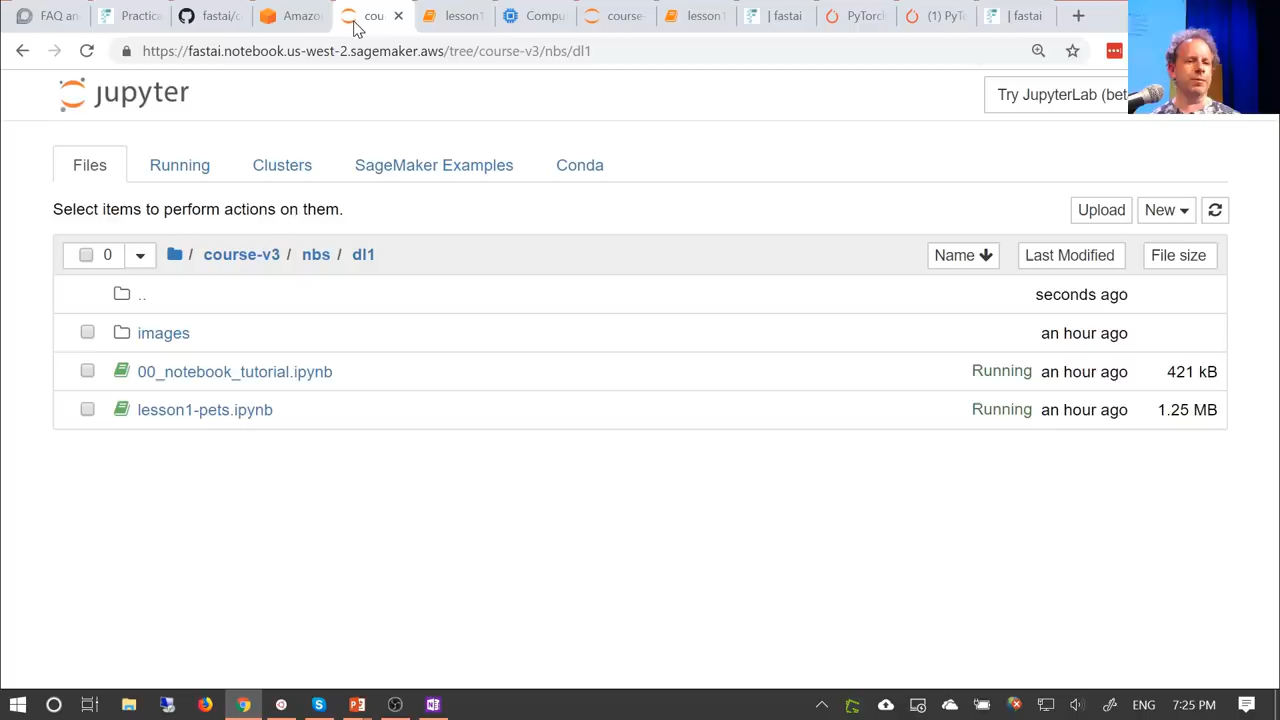 FAQ an
Practica
fastai/c
Amazo
cou
lesson1
Compu
course-
lesson1
| fastai
PyTorcl
(1) PyTc
| fastai
https://fastai.notebook.us-west-2.sagemaker.aws/tree/course-v3/nbs/dl1
jupyter
Try JupyterLab (bet
Files
Running
Clusters
SageMaker Examples
Conda
Select items to perform actions on them.
Upload
New
0
/ course-v3 / nbs / dl1
Name
Last Modified
File size
..
seconds ago
images
an hour ago
00_notebook_tutorial.ipynb
Running
an hour ago
421 kB
lesson1-pets.ipynb
Running
an hour ago
1.25 MB
ENG
7:25 PM